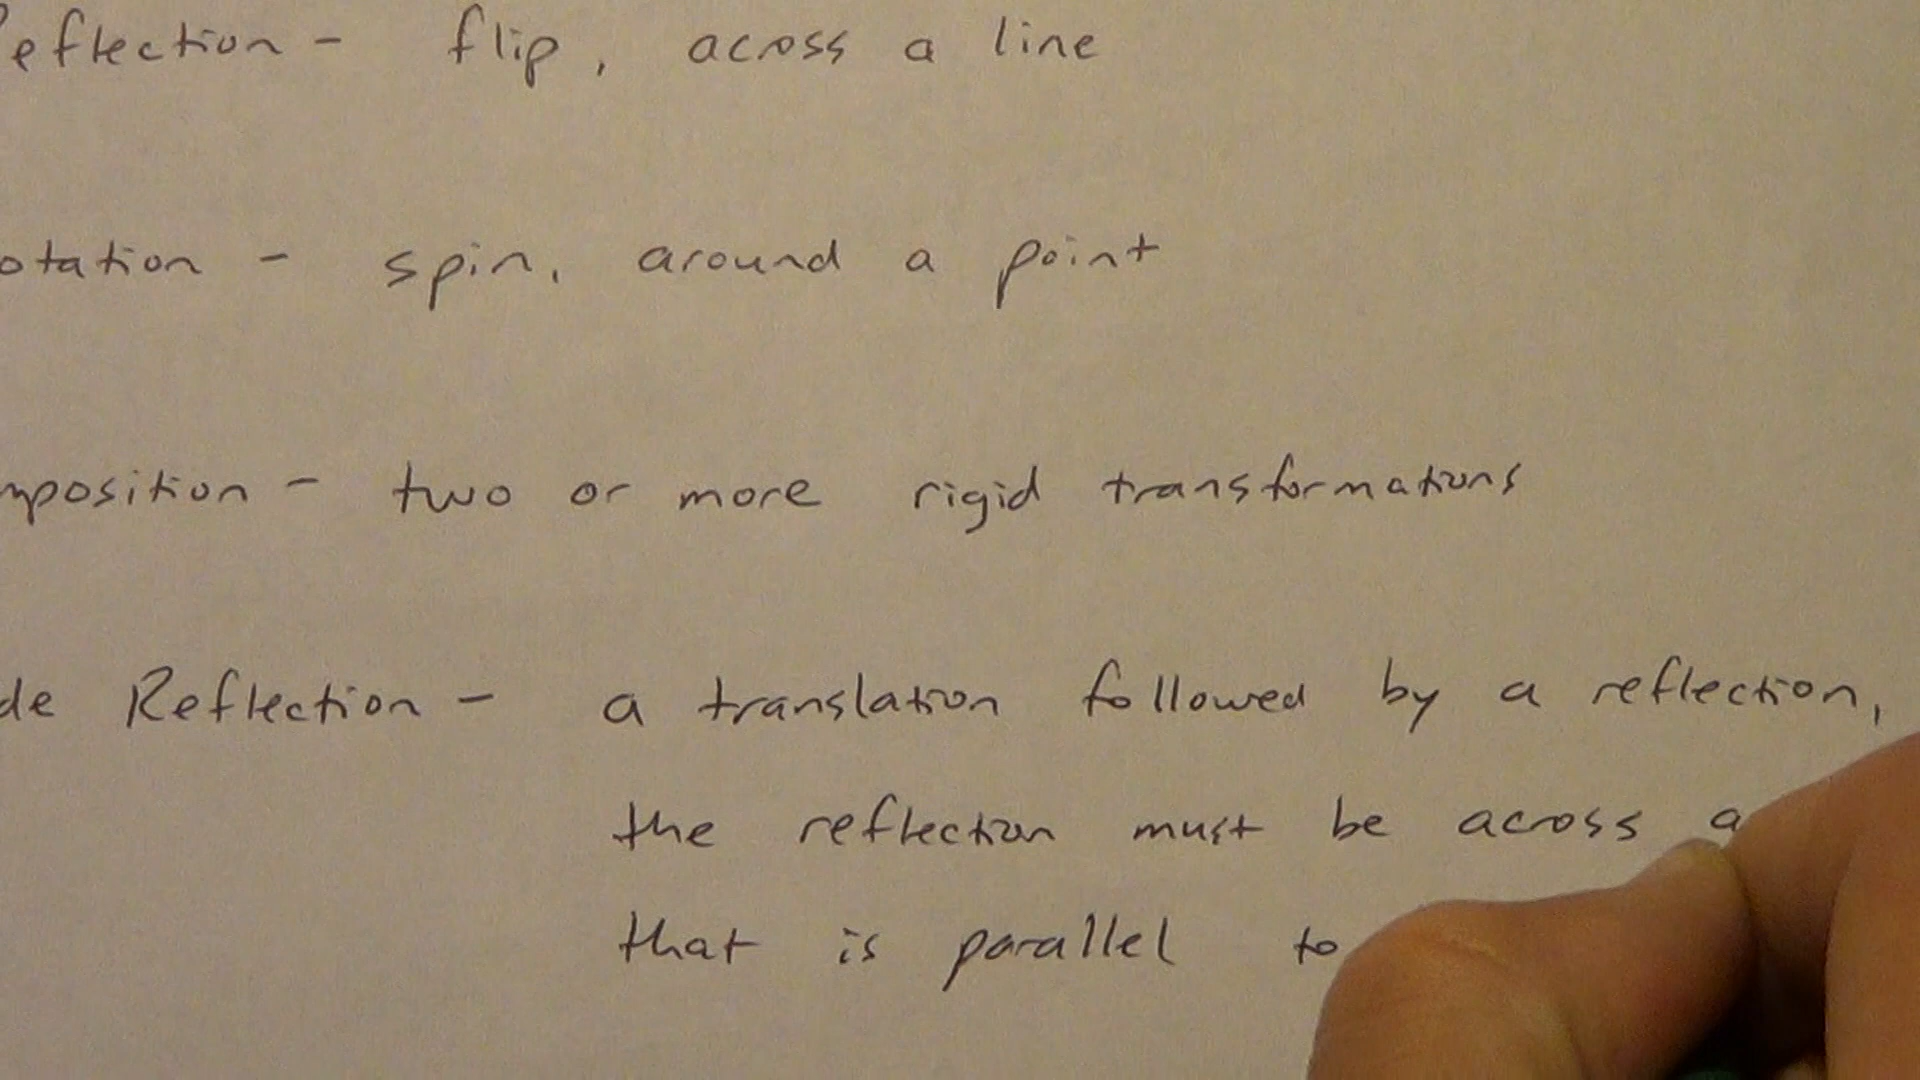 eflection - flip, across a line
otation - spin, around a point
mposition - two or more rigid transformations
de Reflection - a translation followed by a reflection,
the reflection must be across a
that is parallel to